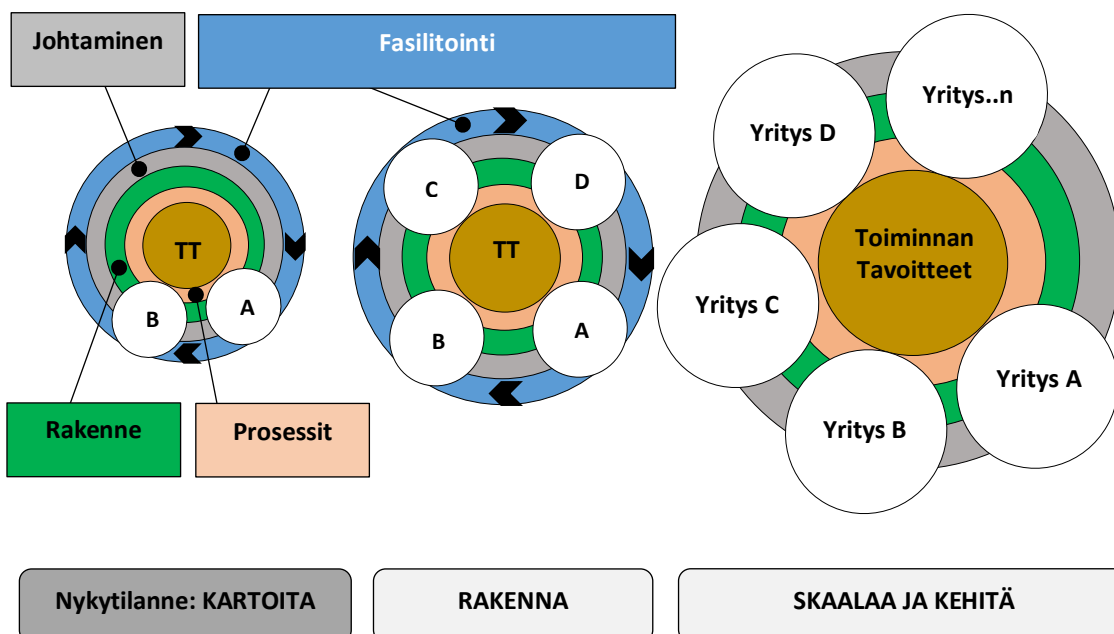 Johtaminen
Fasilitointi
TT
B
A
C
D
TT
B
A
Yritys D
Yritys..n
Toiminnan
Tavoitteet
Yritys C
Yritys A
Yritys B
Rakenne
Prosessit
Nykytilanne: KARTOITA
RAKENNA
SKAALAA JA KEHITÄ